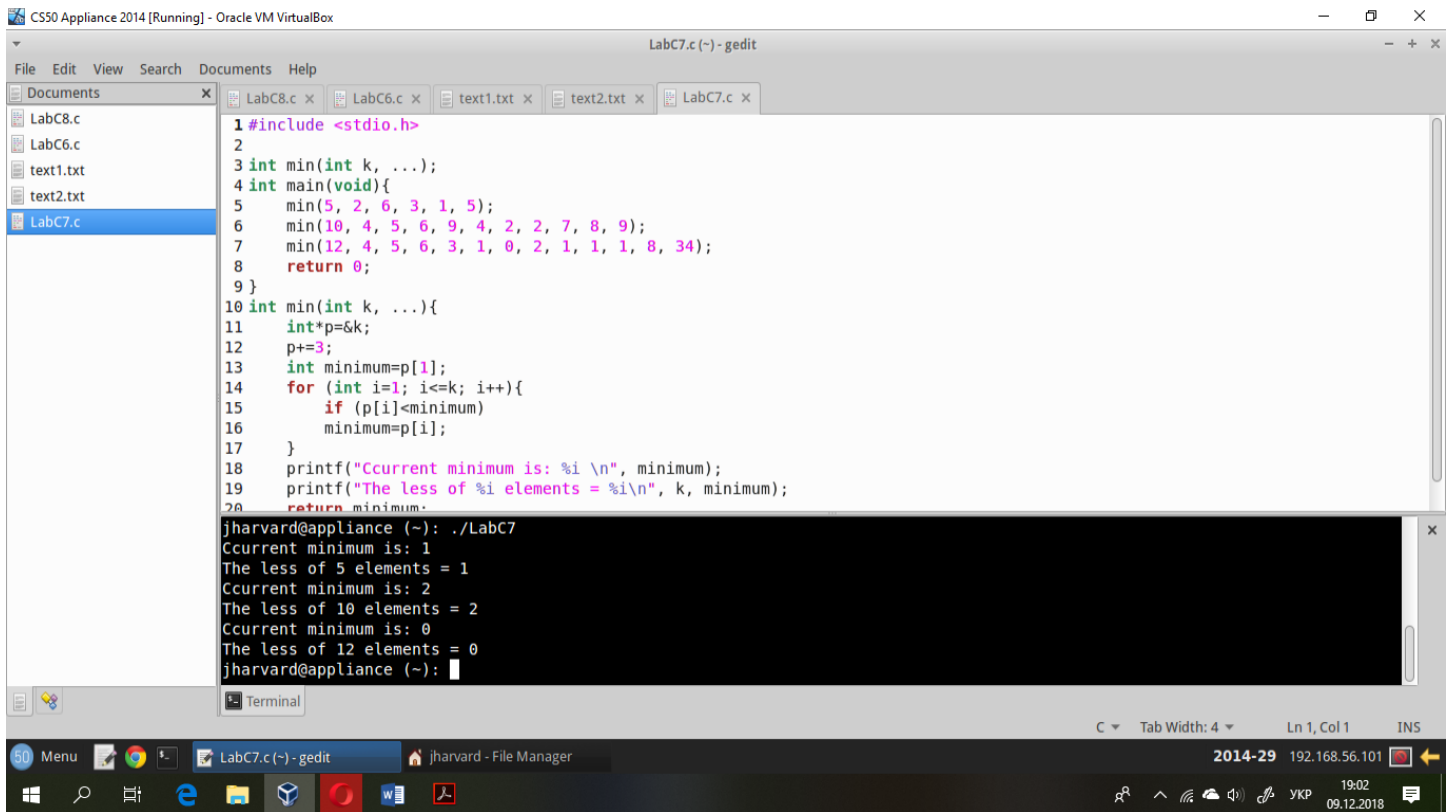 CS50 Appliance 2014 [Running] - Oracle VM VirtualBox
LabC7.c (~) - gedit
File Edit View Search Documents Help
Documents
LabC8.c
LabC6.c
text1.txt
text2.txt
LabC7.c
LabC8.c LabC6.c text1.txt text2.txt LabC7.c
1 #include <stdio.h>
2
3 int min(int k, ...);
4 int main(void){
5     min(5, 2, 6, 3, 1, 5);
6     min(10, 4, 5, 6, 9, 4, 2, 2, 7, 8, 9);
7     min(12, 4, 5, 6, 3, 1, 0, 2, 1, 1, 1, 8, 34);
8     return 0;
9 }
10 int min(int k, ...){
11     int*p=&k;
12     p+=3;
13     int minimum=p[1];
14     for (int i=1; i<=k; i++){
15         if (p[i]<minimum)
16         minimum=p[i];
17     }
18     printf("Ccurrent minimum is: %i \n", minimum);
19     printf("The less of %i elements = %i\n", k, minimum);
20     return minimum;
jharvard@appliance (~): ./LabC7
Ccurrent minimum is: 1
The less of 5 elements = 1
Ccurrent minimum is: 2
The less of 10 elements = 2
Ccurrent minimum is: 0
The less of 12 elements = 0
jharvard@appliance (~):
Terminal
C Tab Width: 4 Ln 1, Col 1 INS
50 Menu LabC7.c (~) - gedit jharvard - File Manager 2014-29 192.168.56.101
УКР 19:02
09.12.2018